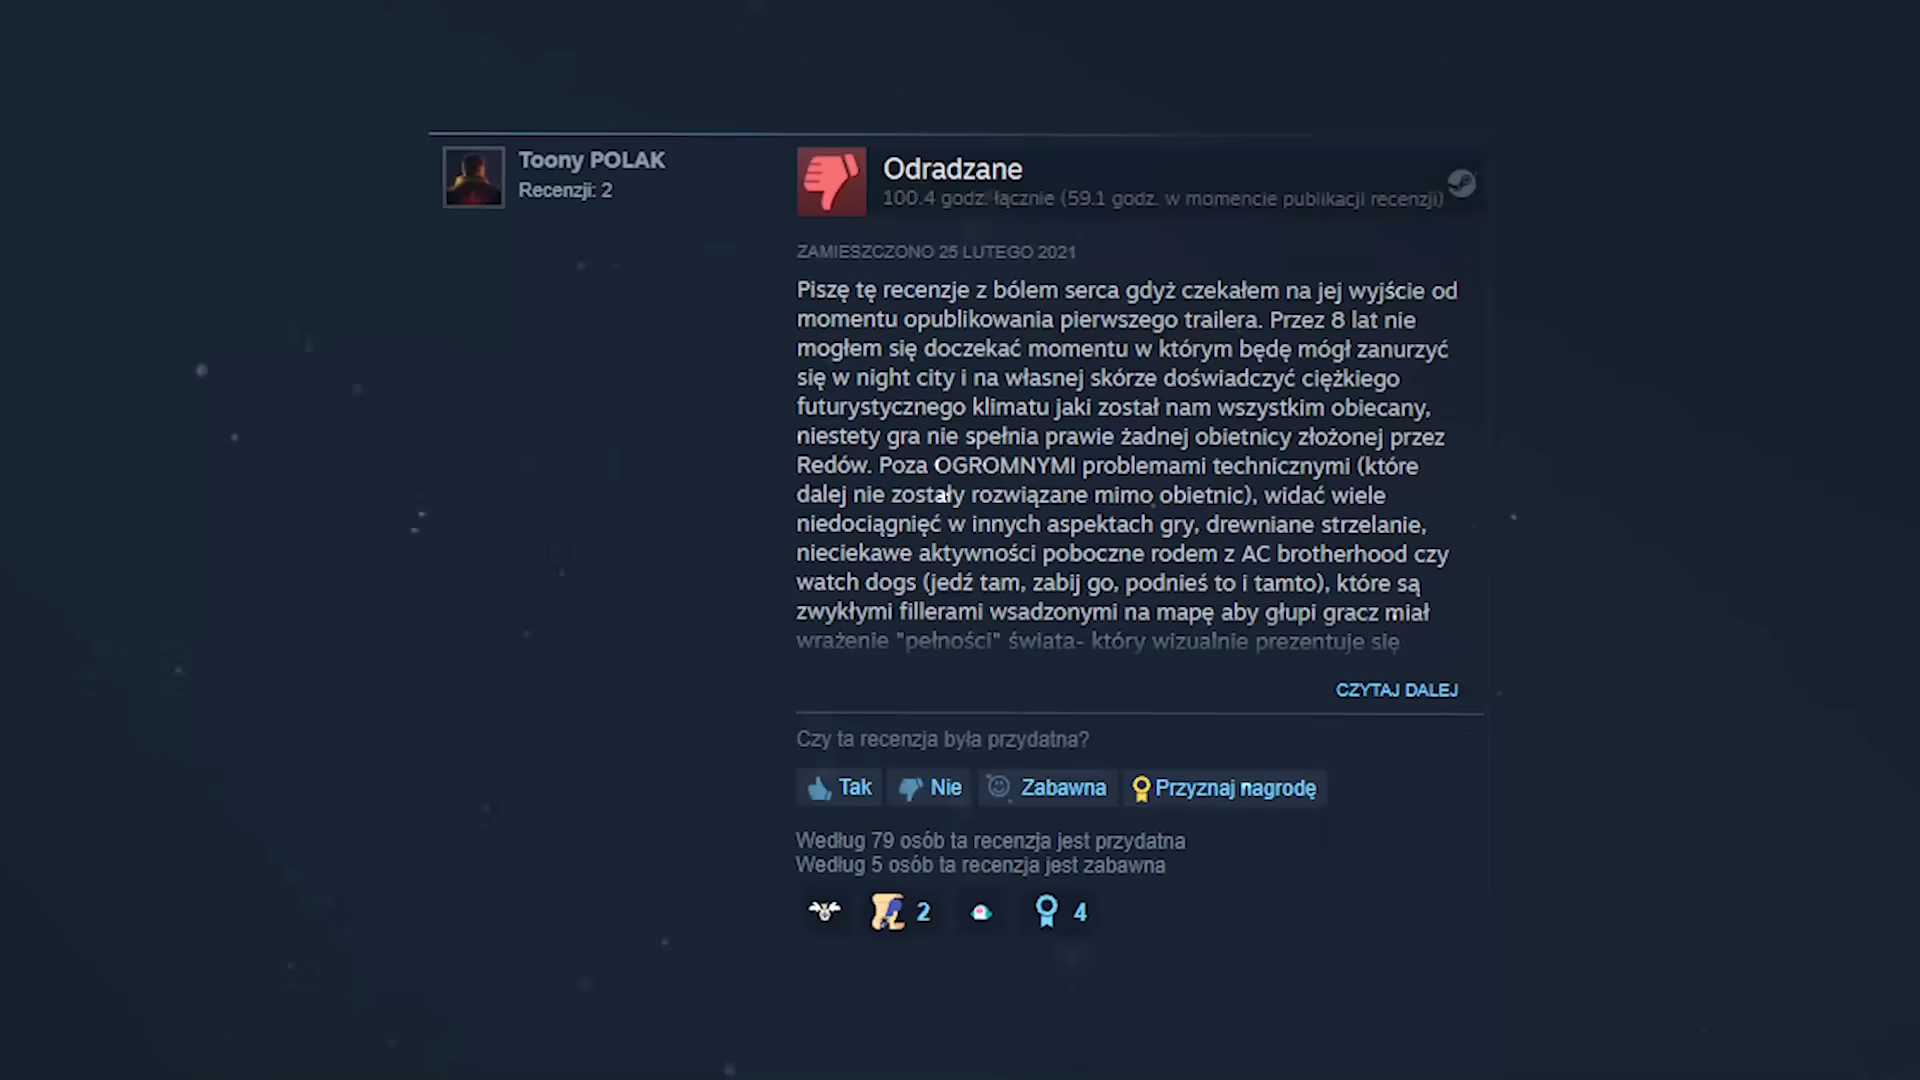 Toony POLAK
Recenzji: 2
Odradzane
100.4 godz. łącznie (59.1 godz. w momencie publikacji recenzji)
ZAMIESZCZONO 25 LUTEGO 2021
Piszę tę recenzje z bólem serca gdyż czekałem na jej wyjście od
momentu opublikowania pierwszego trailera. Przez 8 lat nie
mogłem się doczekać momentu w którym będę mógł zanurzyć
się w night city i na własnej skórze doświadczyć ciężkiego
futurystycznego klimatu jaki został nam wszystkim obiecany,
niestety gra nie spełnia prawie żadnej obietnicy złożonej przez
Redów. Poza OGROMNYMI problemami technicznymi (które
dalej nie zostały rozwiązane mimo obietnic), widać wiele
niedociągnięć w innych aspektach gry, drewniane strzelanie,
nieciekawe aktywności poboczne rodem z AC brotherhood czy
watch dogs (jedź tam, zabij go, podnieś to i tamto), które są
zwykłymi fillerami wsadzonymi na mapę aby głupi gracz miał
wrażenie "pełności" świata- który wizualnie prezentuje się
CZYTAJ DALEJ
Czy ta recenzja była przydatna?
Tak Nie Zabawna Przyznaj nagrodę
Według 79 osób ta recenzja jest przydatna
Według 5 osób ta recenzja jest zabawna
2 4